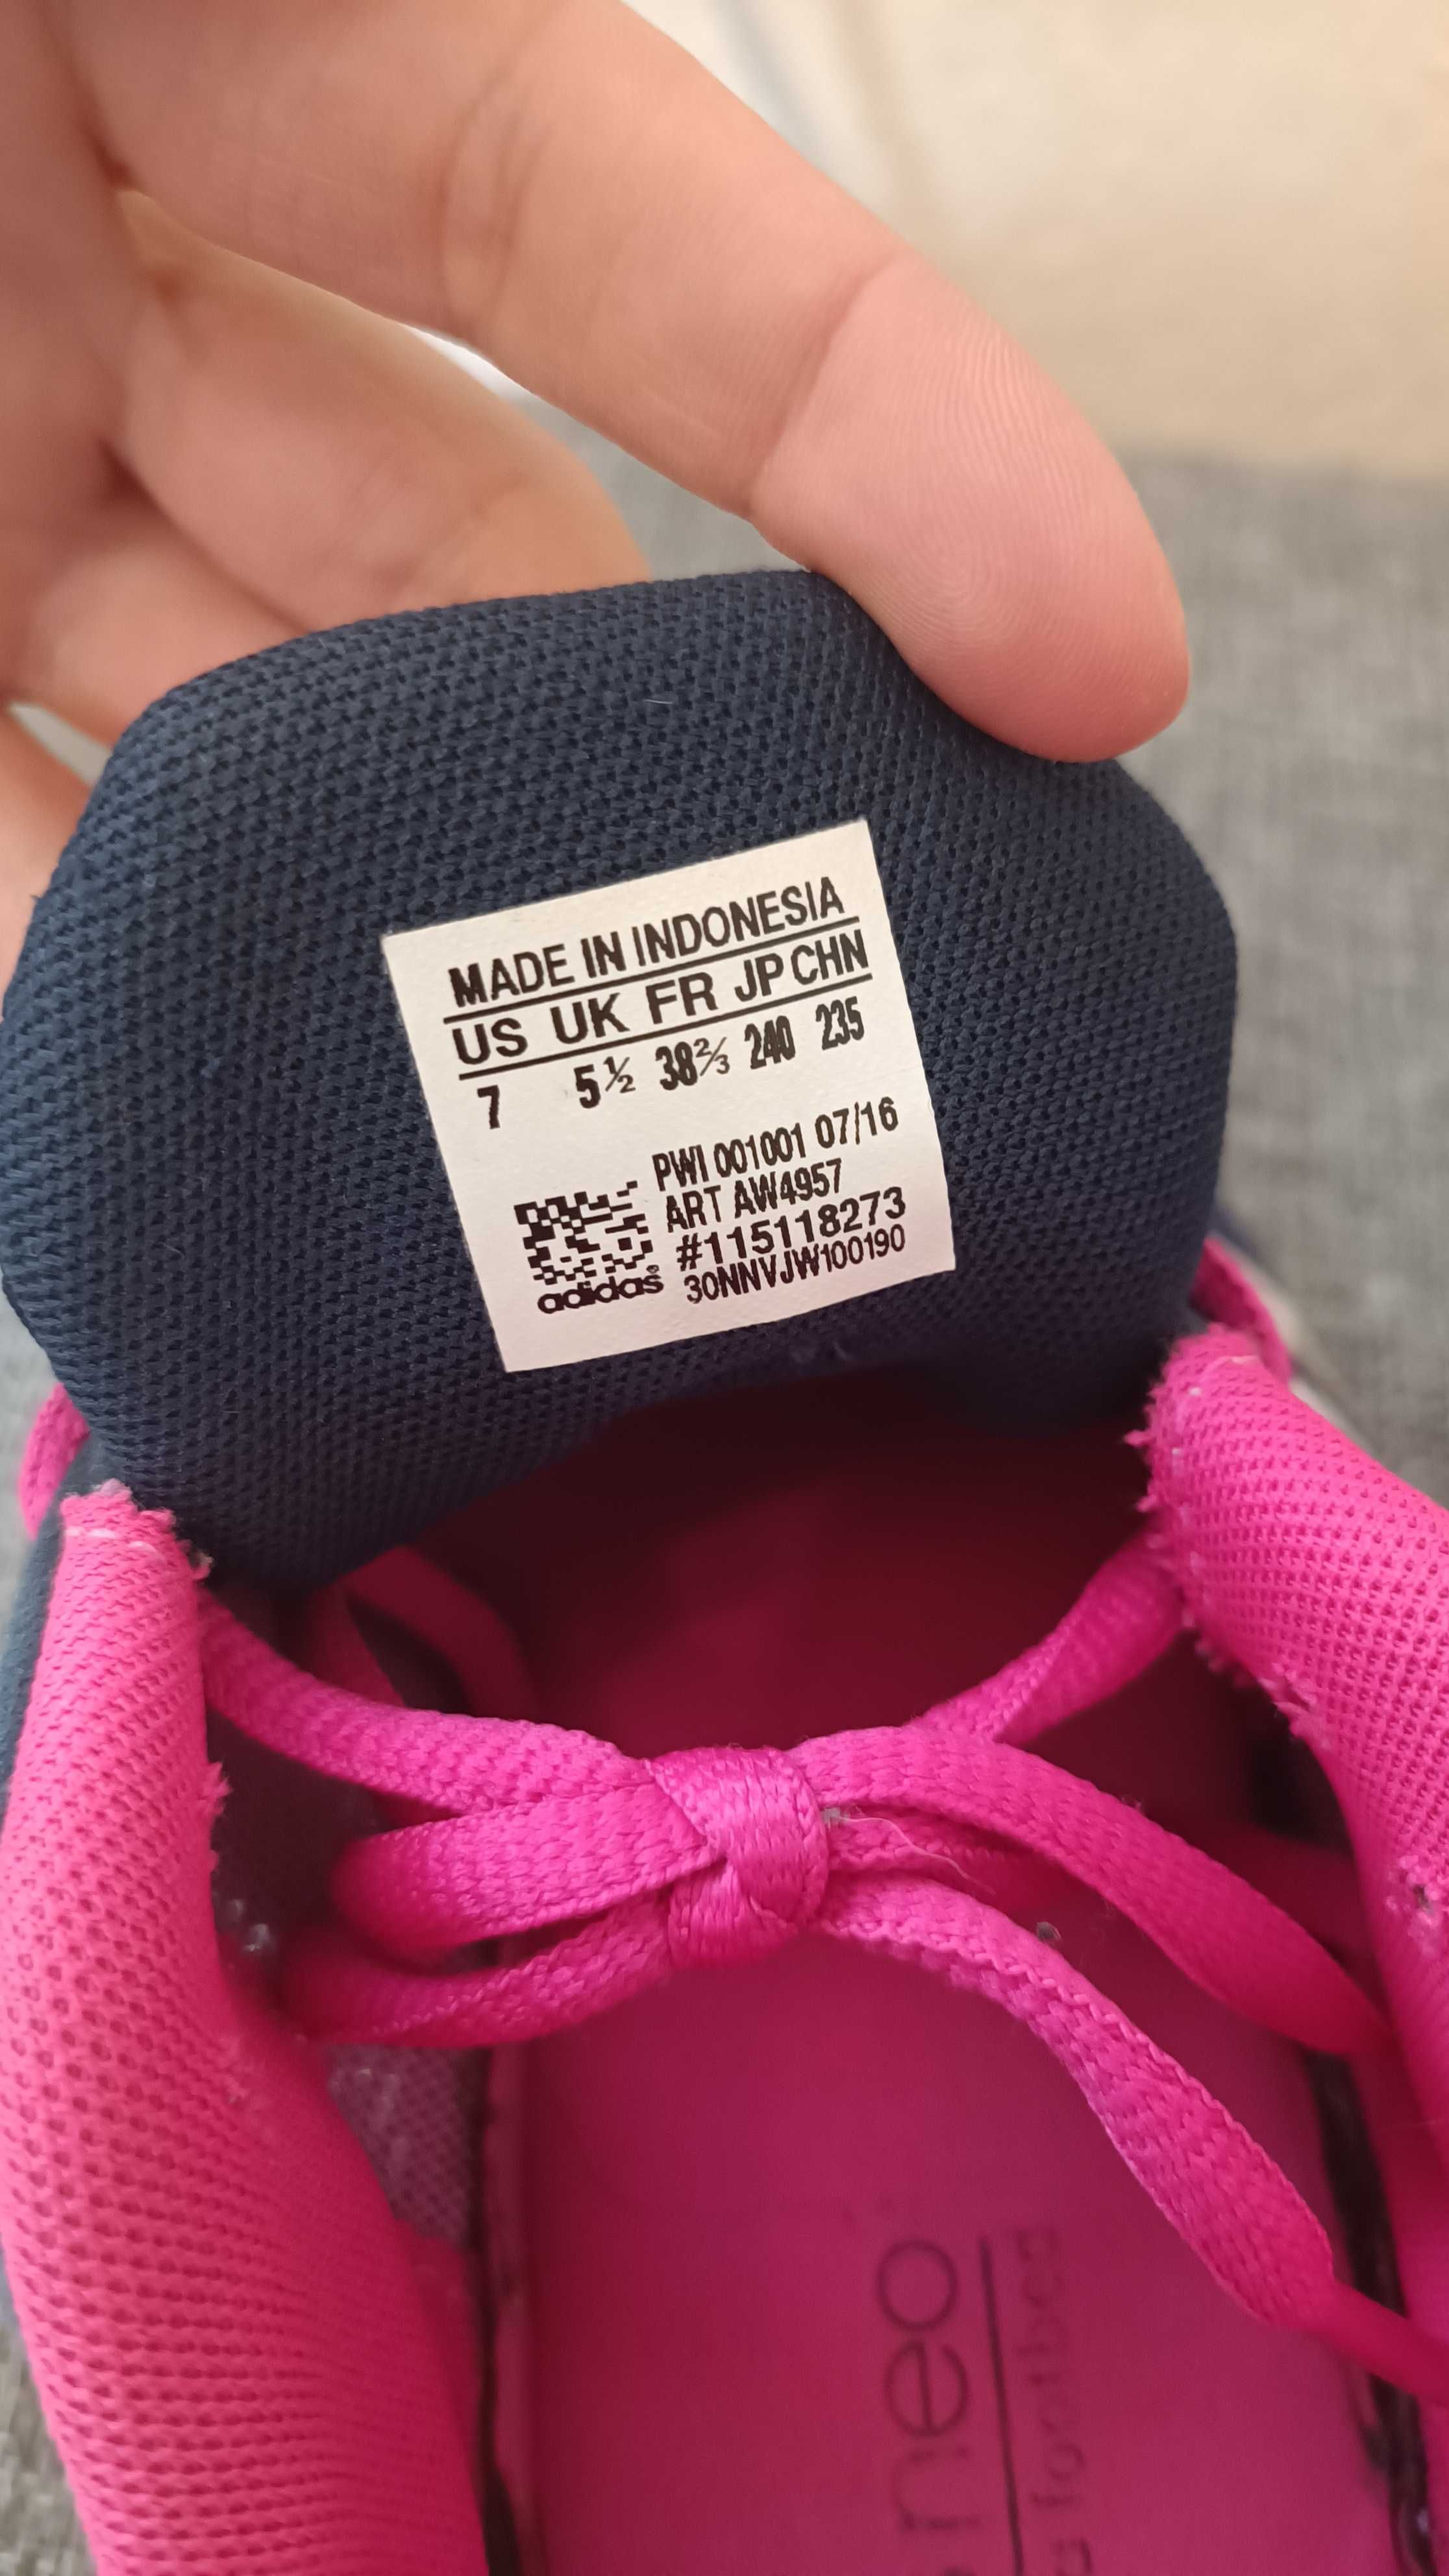 MADE IN INDONESIA
US UK FR JP CHN
7 5½ 38⅔ 240 235
PWI 001001 07/16
ART AW4957
#115118273
30NNVJW100190
adidas®
neo